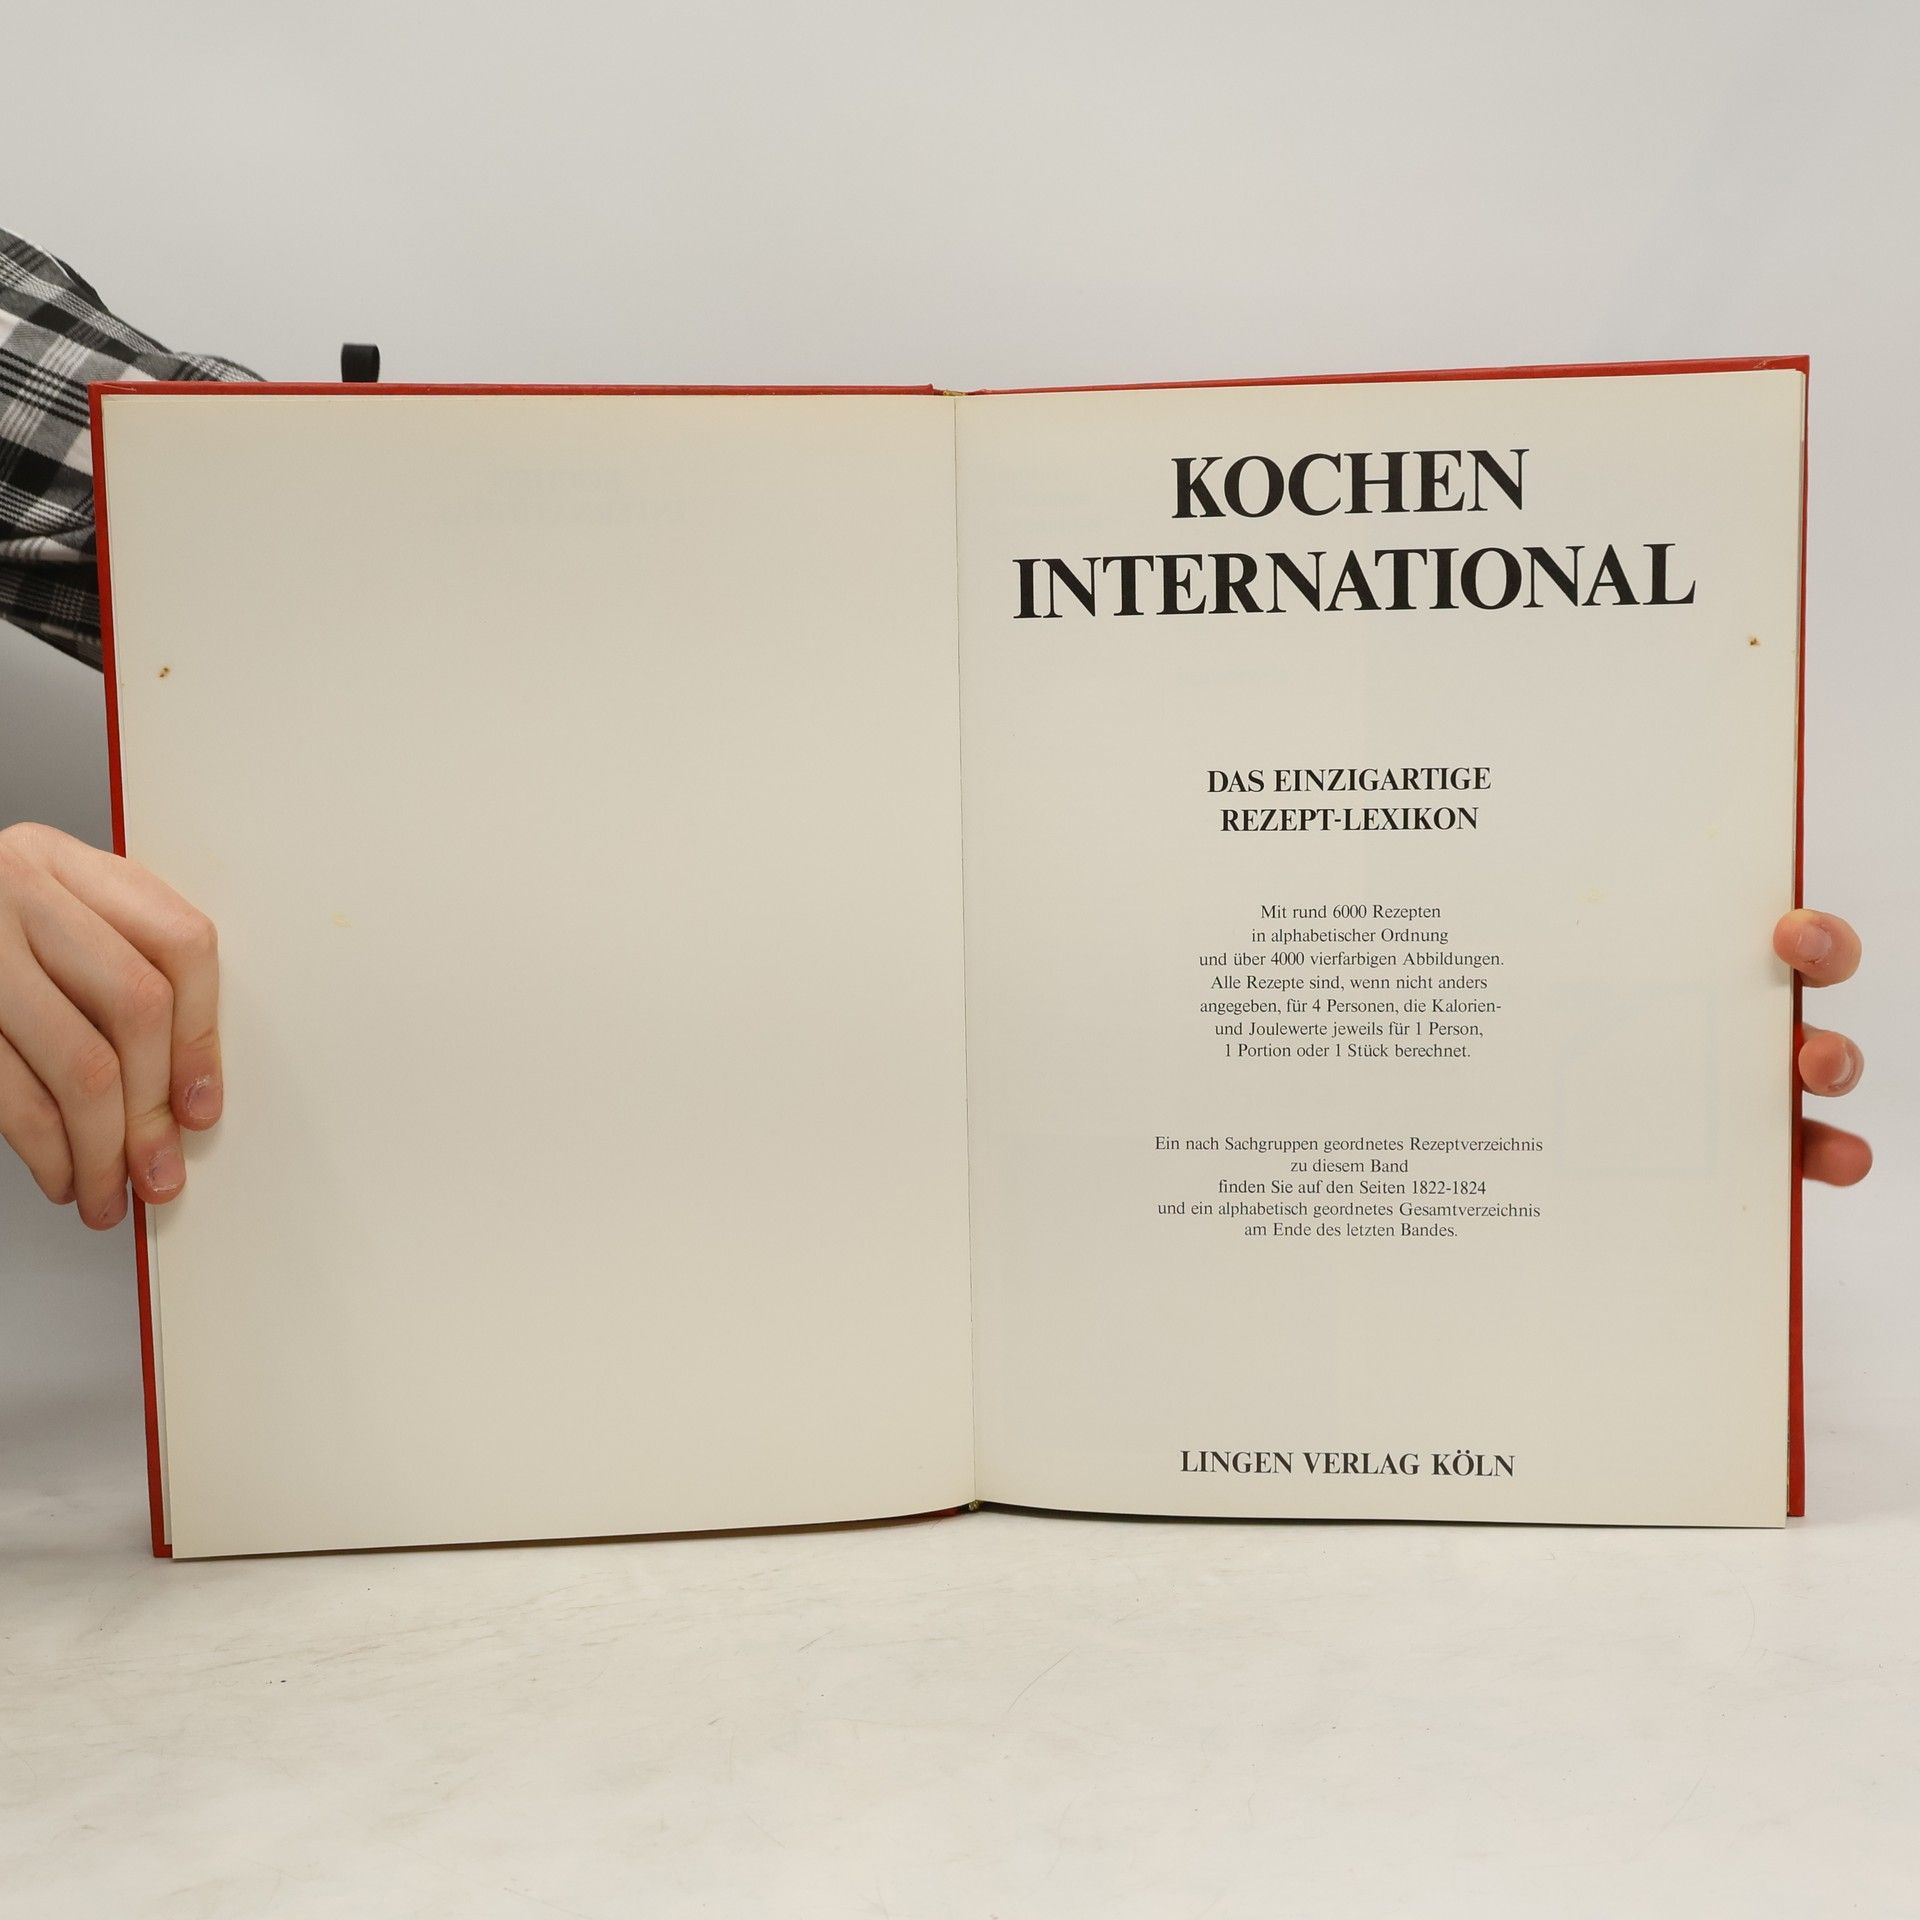 KOCHEN
INTERNATIONAL
DAS EINZIGARTIGE
REZEPT-LEXIKON
Mit rund 6000 Rezepten
in alphabetischer Ordnung
und über 4000 vierfarbigen Abbildungen.
Alle Rezepte sind, wenn nicht anders
angegeben, für 4 Personen, die Kalorien-
und Joulewerte jeweils für 1 Person,
1 Portion oder 1 Stück berechnet.
Ein nach Sachgruppen geordnetes Rezeptverzeichnis
zu diesem Band
finden Sie auf den Seiten 1822-1824
und ein alphabetisch geordnetes Gesamtverzeichnis
am Ende des letzten Bandes.
LINGEN VERLAG KÖLN